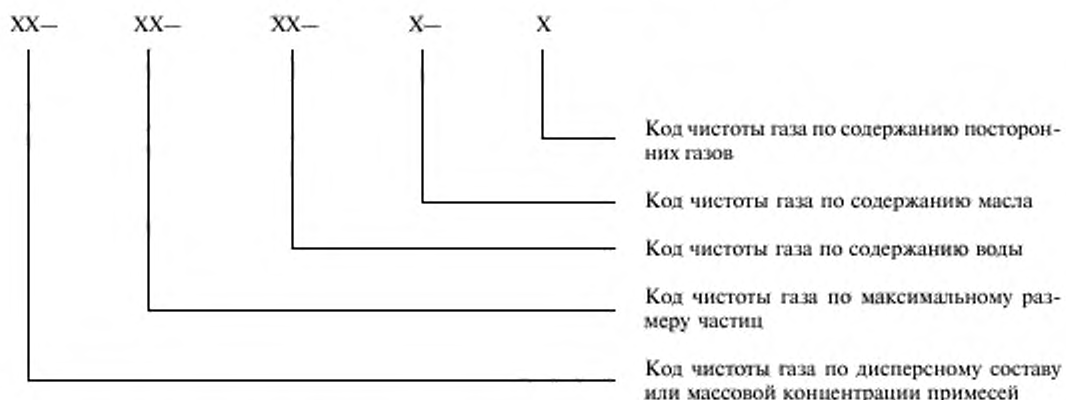 XX— XX— XX— X— X
Код чистоты газа по содержанию посторон-
них газов
Код чистоты газа по содержанию масла
Код чистоты газа по содержанию воды
Код чистоты газа по максимальному раз-
меру частиц
Код чистоты газа по дисперсному составу
или массовой концентрации примесей